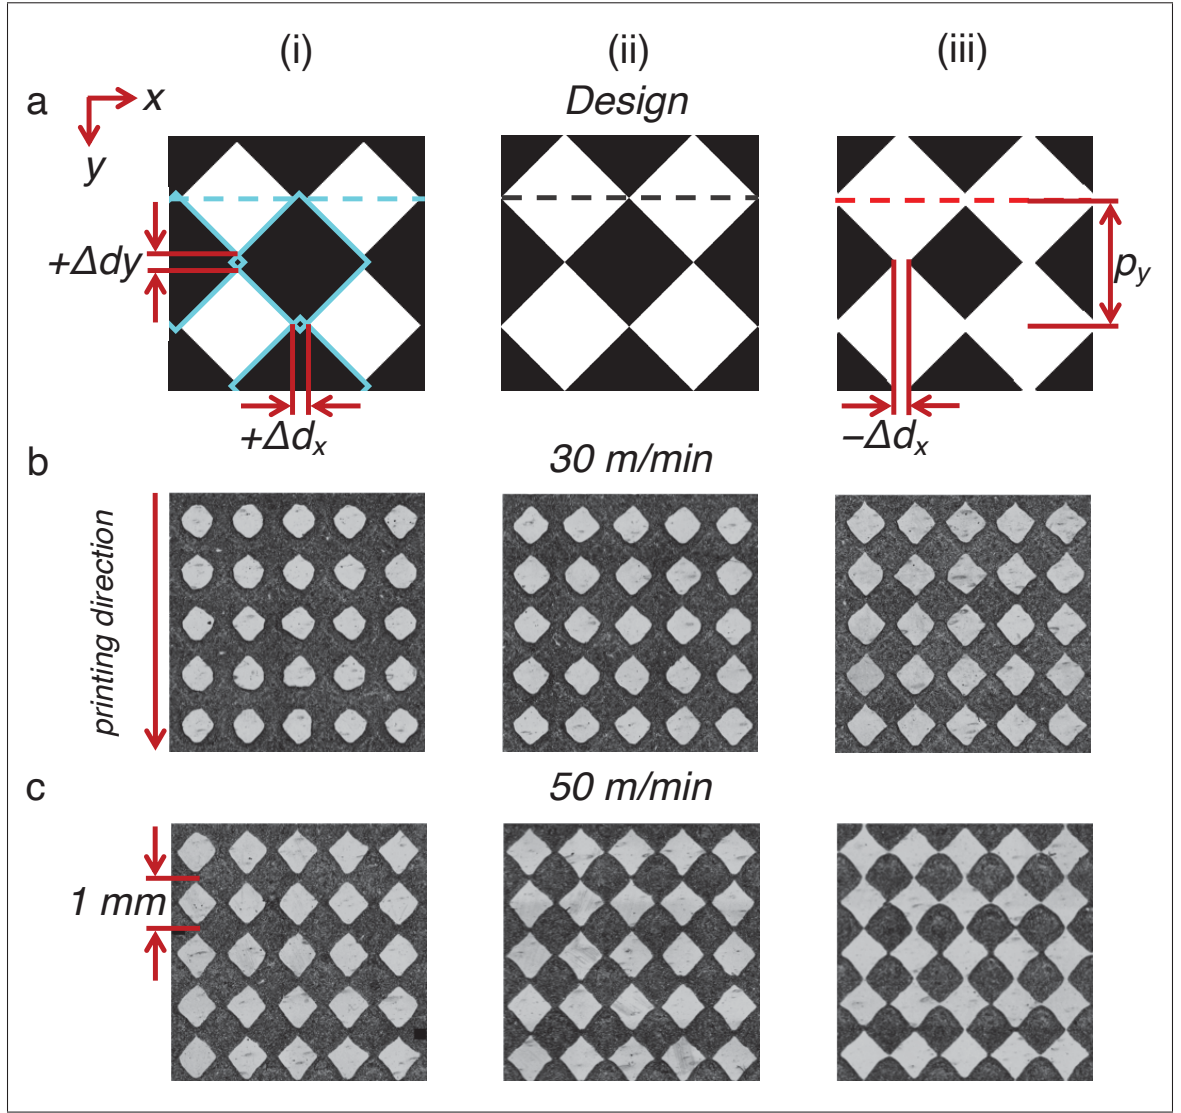 (i) (ii) (iii)
a x Design
y
+Δdy
p_y
+Δd_x −Δd_x
b 30 m/min
printing direction
c 50 m/min
1 mm